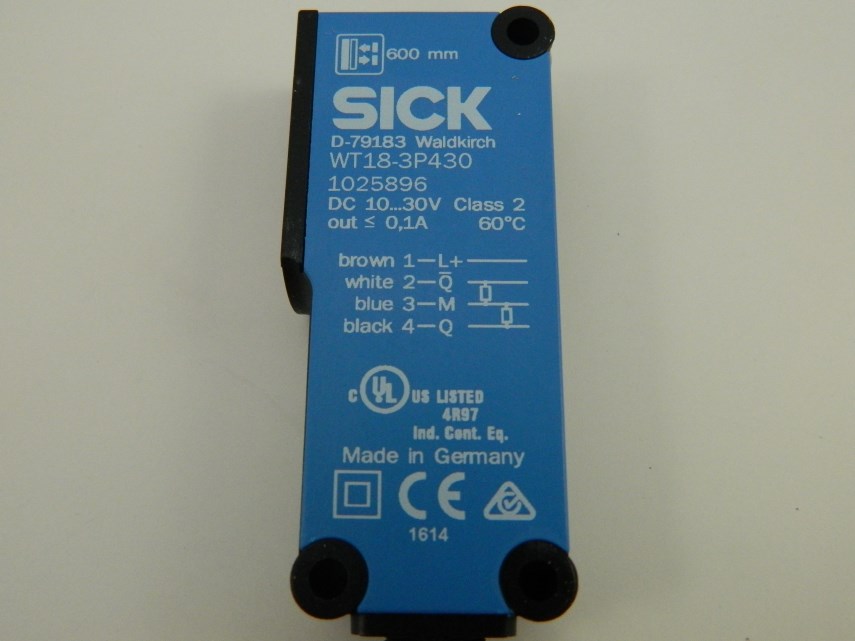 600 mm
SICK
D-79183 Waldkirch
WT18-3P430
1025896
DC 10...30V Class 2
out ≤ 0,1A 60°C
brown 1—L+
white 2—Q̅
blue 3—M
black 4—Q
C UL US LISTED
4R97
Ind. Cont. Eq.
Made in Germany
CE
1614